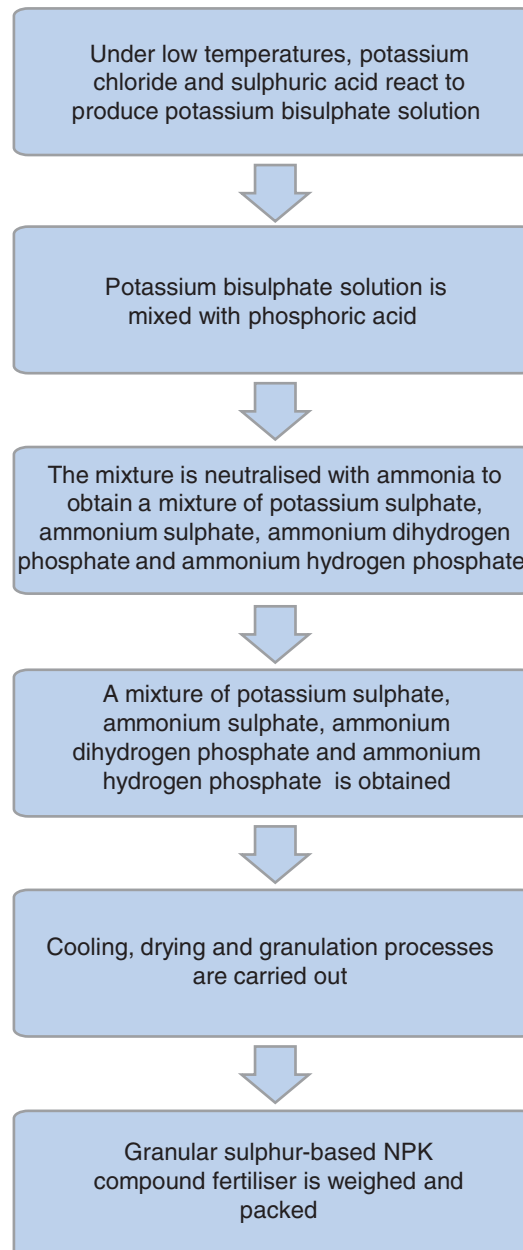 Under low temperatures, potassium
chloride and sulphuric acid react to
produce potassium bisulphate solution
Potassium bisulphate solution is
mixed with phosphoric acid
The mixture is neutralised with ammonia to
obtain a mixture of potassium sulphate,
ammonium sulphate, ammonium dihydrogen
phosphate and ammonium hydrogen phosphate
A mixture of potassium sulphate,
ammonium sulphate, ammonium
dihydrogen phosphate and ammonium
hydrogen phosphate is obtained
Cooling, drying and granulation processes
are carried out
Granular sulphur-based NPK
compound fertiliser is weighed and
packed